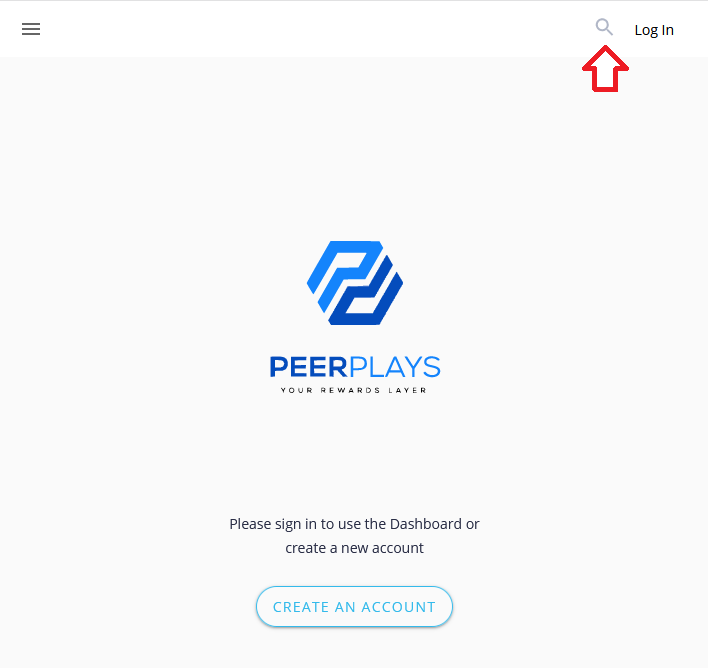 Log In
PEERPLAYS
YOUR REWARDS LAYER
Please sign in to use the Dashboard or
create a new account
CREATE AN ACCOUNT